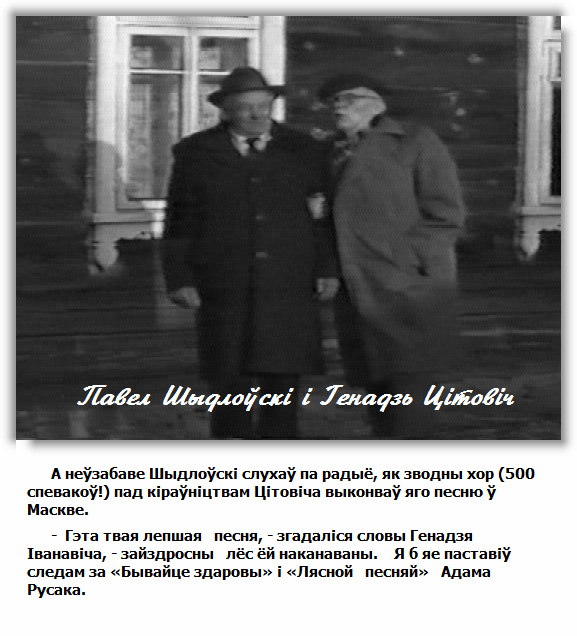 Павел Шыдлоўскі і Генадзь Цітовіч
А неўзабаве Шыдлоўскі слухаў па радыё, як зводны хор (500
спевакоў!) пад кіраўніцтвам Цітовіча выконваў яго песню ў
Маскве.
- Гэта твая лепшая песня, - згадаліся словы Генадзя
Іванавіча, - зайздросны лёс ёй наканаваны. Я б яе паставіў
следам за «Бывайце здаровы» і «Лясной песняй» Адама
Русака.